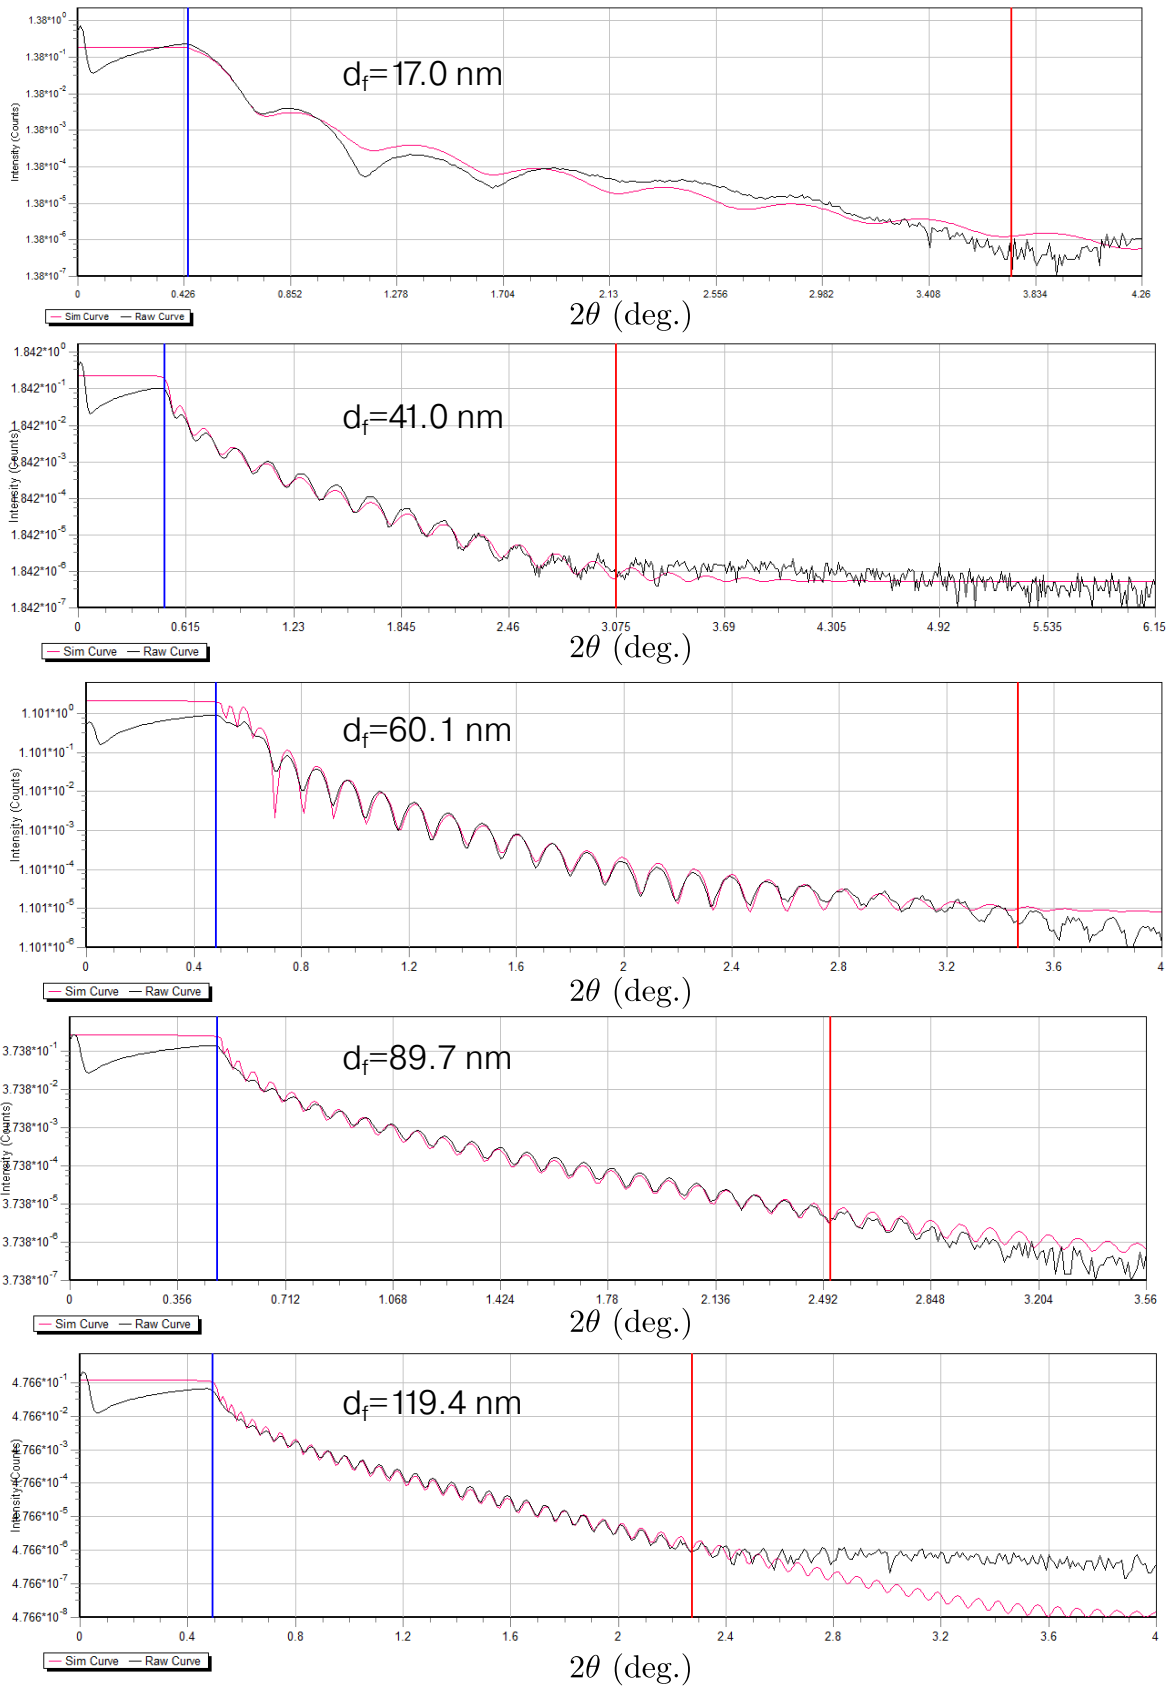 1.38*10^0
1.38*10^-1
1.38*10^-2
1.38*10^-3
1.38*10^-4
1.38*10^-5
1.38*10^-6
1.38*10^-7
Intensity (Counts)
d_f=17.0 nm
0 0.426 0.852 1.278 1.704 2.13 2.556 2.982 3.408 3.834 4.26
Sim Curve Raw Curve
2θ (deg.)
1.842*10^0
1.842*10^-1
1.842*10^-2
1.842*10^-3
1.842*10^-4
1.842*10^-5
1.842*10^-6
1.842*10^-7
Intensity (Counts)
d_f=41.0 nm
0 0.615 1.23 1.845 2.46 3.075 3.69 4.305 4.92 5.535 6.15
Sim Curve Raw Curve
2θ (deg.)
1.101*10^0
1.101*10^-1
1.101*10^-2
1.101*10^-3
1.101*10^-4
1.101*10^-5
1.101*10^-6
Intensity (Counts)
d_f=60.1 nm
0 0.4 0.8 1.2 1.6 2 2.4 2.8 3.2 3.6 4
Sim Curve Raw Curve
2θ (deg.)
3.738*10^-1
3.738*10^-2
3.738*10^-3
3.738*10^-4
3.738*10^-5
3.738*10^-6
3.738*10^-7
Intensity (Counts)
d_f=89.7 nm
0 0.356 0.712 1.068 1.424 1.78 2.136 2.492 2.848 3.204 3.56
Sim Curve Raw Curve
2θ (deg.)
4.766*10^-1
4.766*10^-2
4.766*10^-3
4.766*10^-4
4.766*10^-5
4.766*10^-6
4.766*10^-7
4.766*10^-8
Intensity (Counts)
d_f=119.4 nm
0 0.4 0.8 1.2 1.6 2 2.4 2.8 3.2 3.6 4
Sim Curve Raw Curve
2θ (deg.)